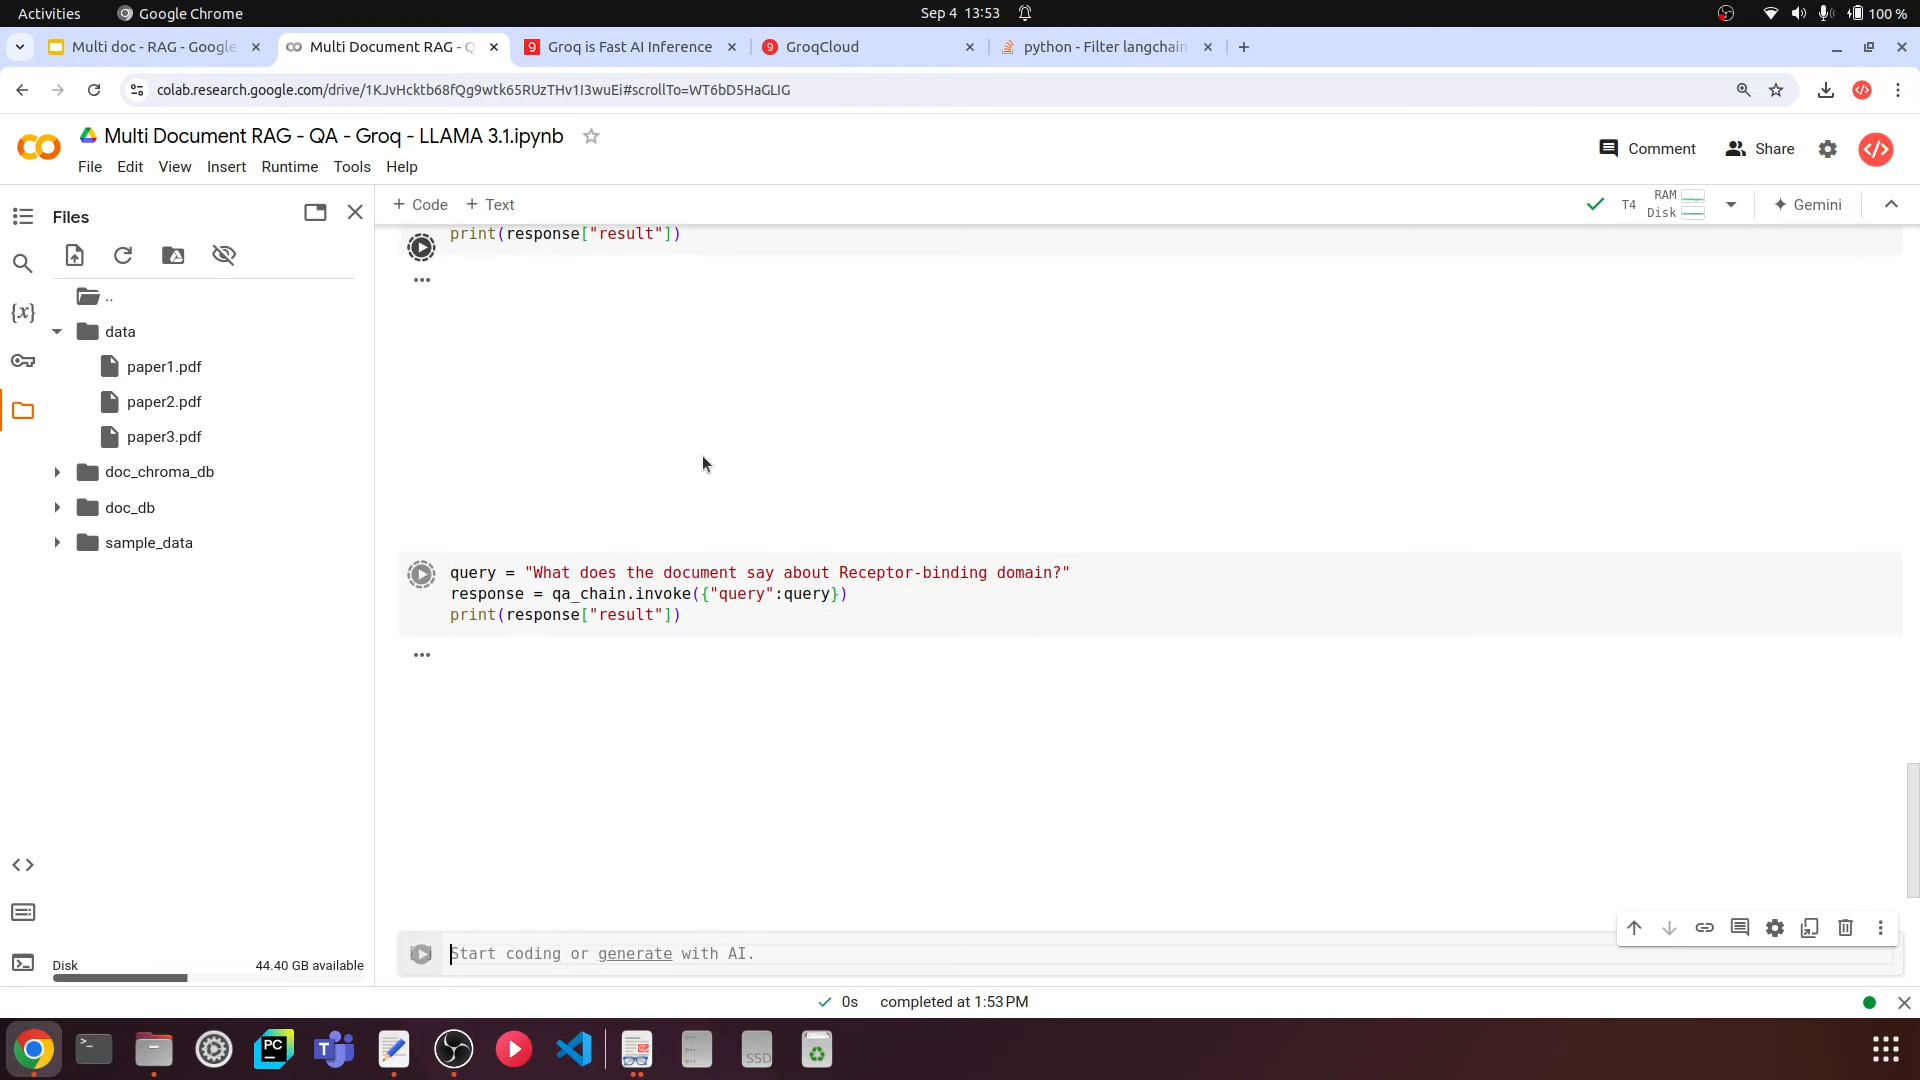 Activities
Google Chrome
Sep 4 13:53
100 %
Multi doc - RAG - Google
Multi Document RAG - Q
Groq is Fast AI Inference
GroqCloud
python - Filter langchain
colab.research.google.com/drive/1KJvHcktb68fQg9wtk65RUzTHv1I3wuEi#scrollTo=WT6bD5HaGLIG
Multi Document RAG - QA - Groq - LLAMA 3.1.ipynb
Comment
Share
File Edit View Insert Runtime Tools Help
Files
+ Code + Text
T4
RAM
Disk
Gemini
print(response["result"])
..
data
paper1.pdf
paper2.pdf
paper3.pdf
doc_chroma_db
doc_db
sample_data
query = "What does the document say about Receptor-binding domain?"
response = qa_chain.invoke({"query":query})
print(response["result"])
Start coding or generate with AI.
Disk
44.40 GB available
0s completed at 1:53 PM
PC
SSD